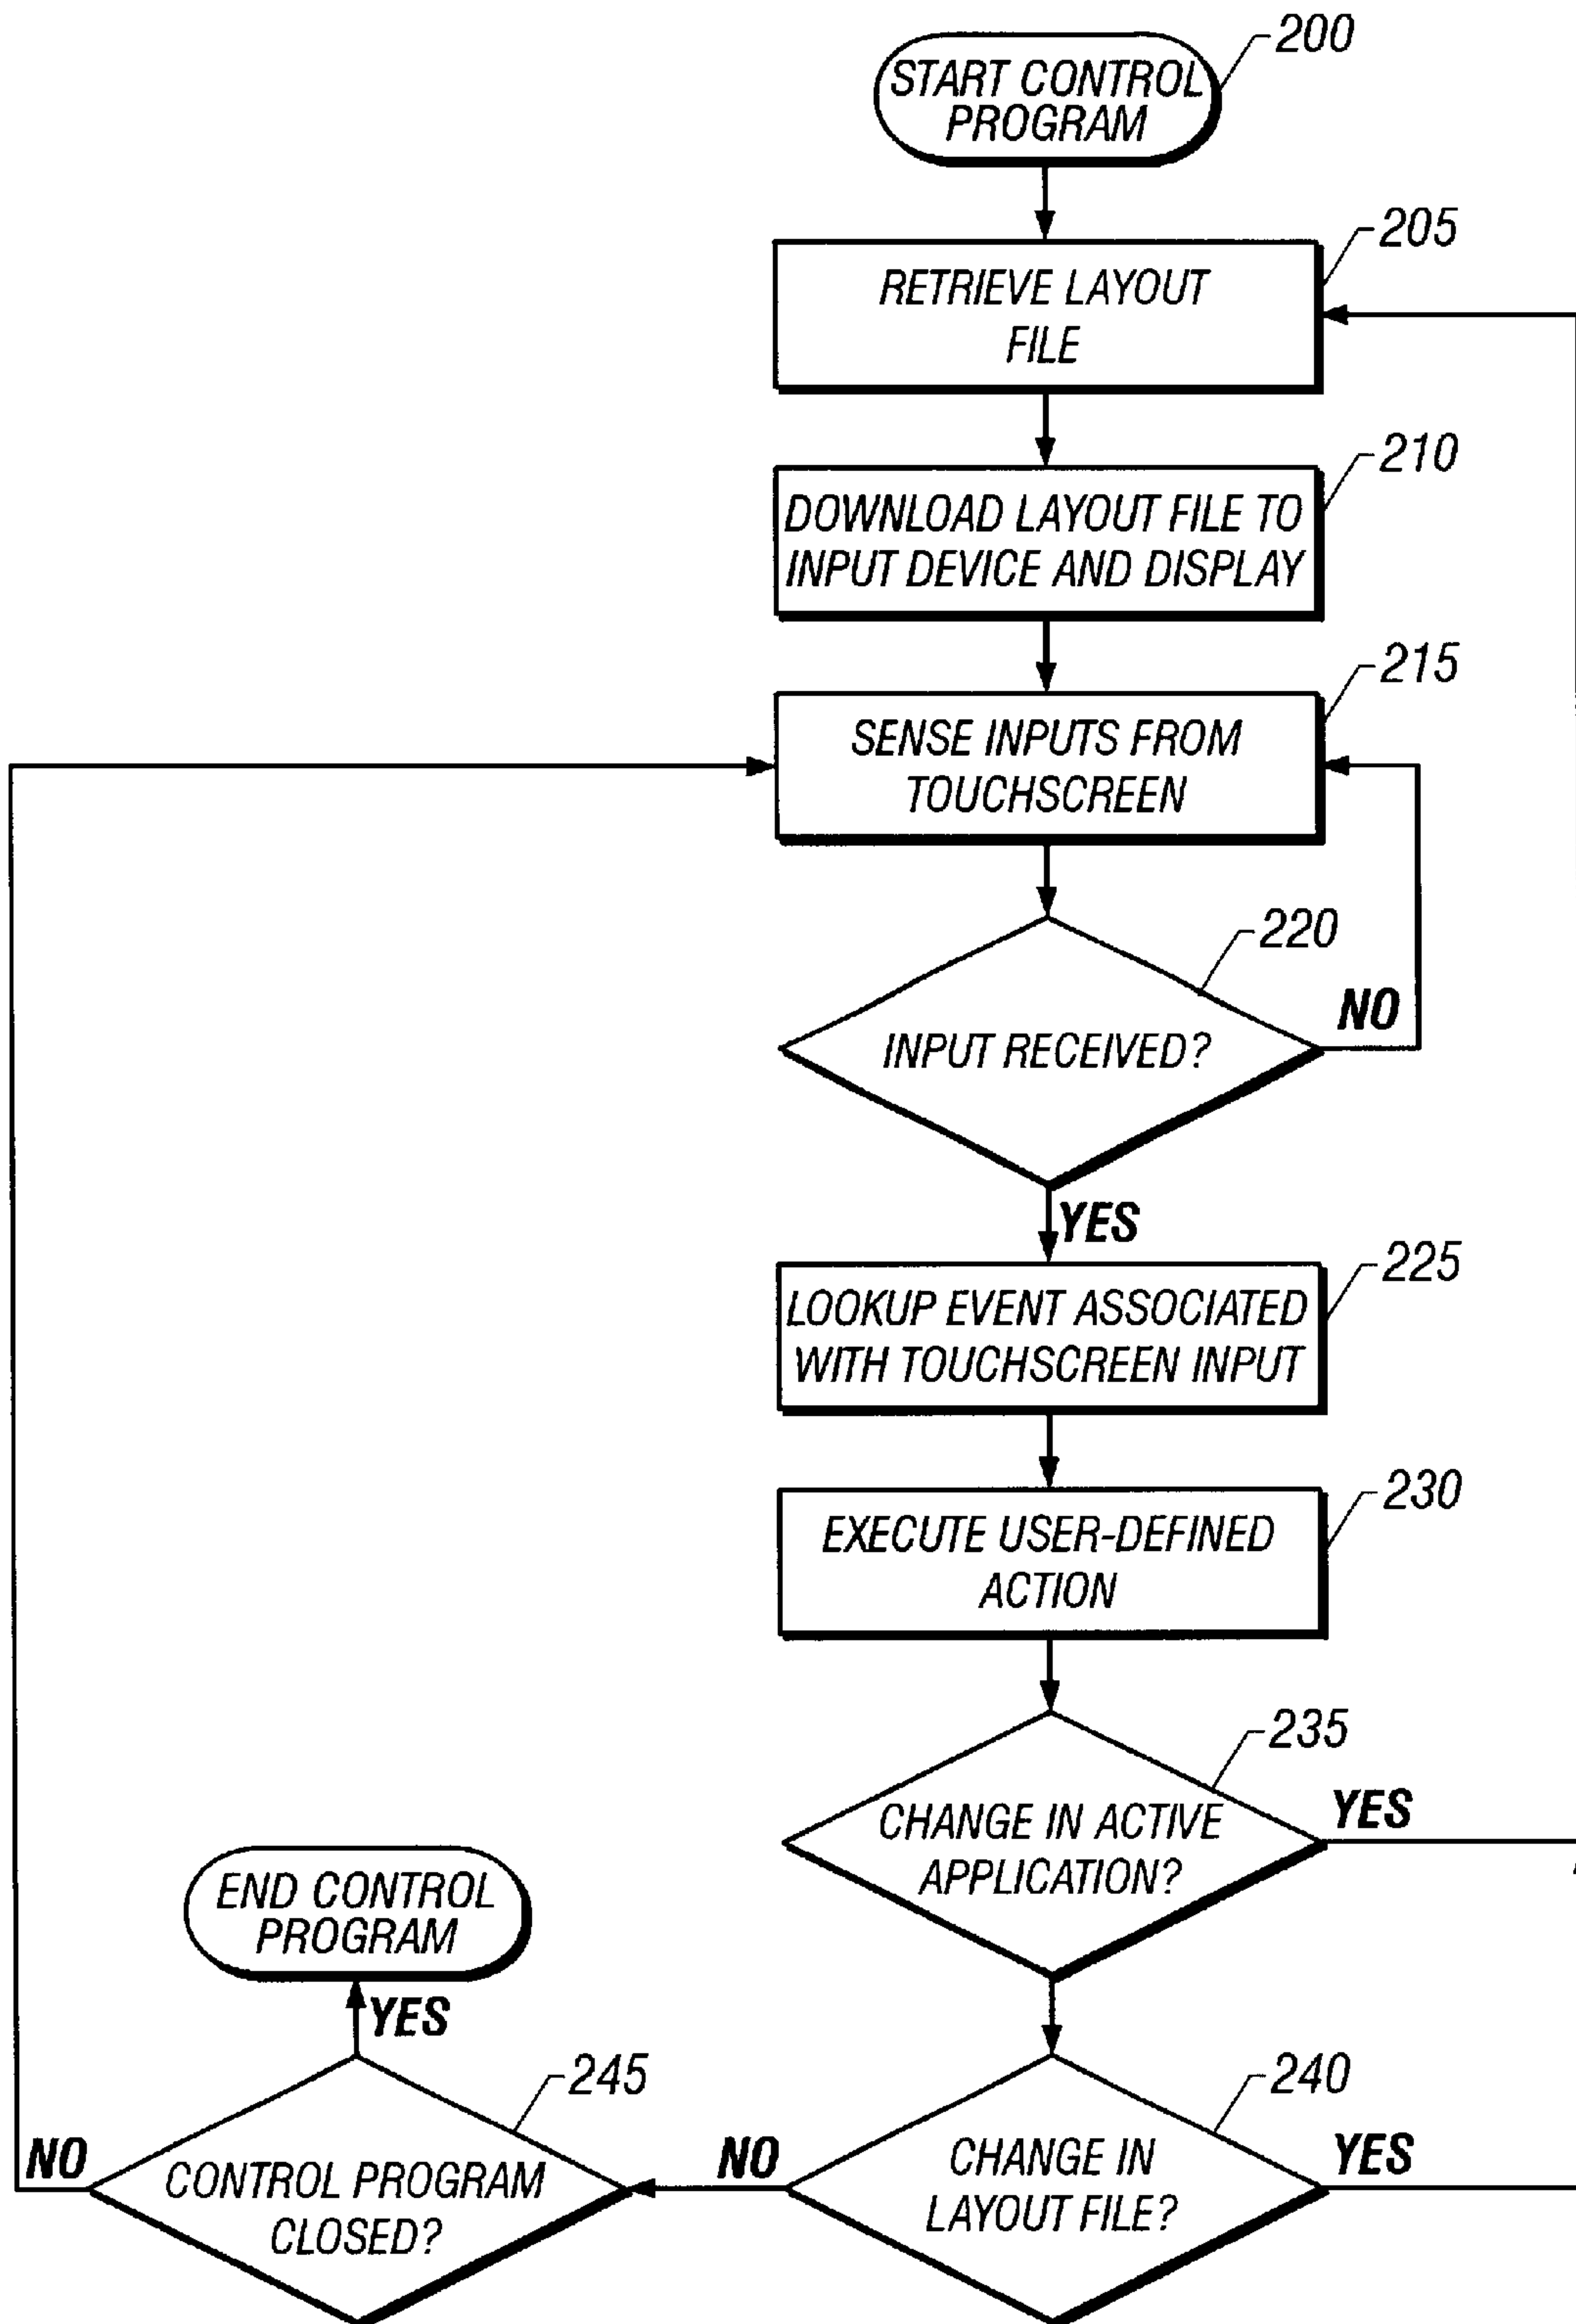 200
START CONTROL
PROGRAM
205
RETRIEVE LAYOUT
FILE
210
DOWNLOAD LAYOUT FILE TO
INPUT DEVICE AND DISPLAY
215
SENSE INPUTS FROM
TOUCHSCREEN
220
INPUT RECEIVED?
NO
YES
225
LOOKUP EVENT ASSOCIATED
WITH TOUCHSCREEN INPUT
230
EXECUTE USER-DEFINED
ACTION
235
CHANGE IN ACTIVE
APPLICATION?
YES
240
CHANGE IN
LAYOUT FILE?
YES
NO
245
CONTROL PROGRAM
CLOSED?
NO
YES
END CONTROL
PROGRAM